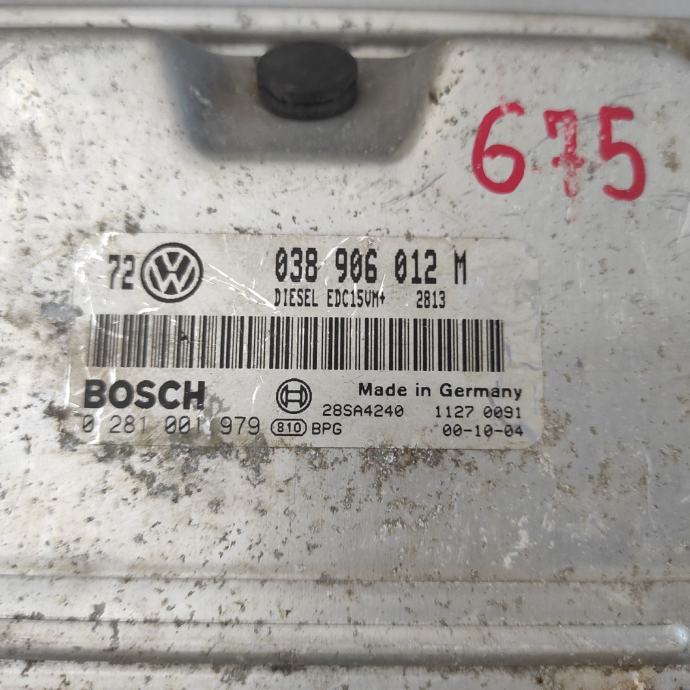 675
72 VW 038 906 012 M
DIESEL EDC15VM+ 2813
BOSCH Made in Germany
28SA4240 1127 0091
0 281 001 979 810 BPG 00-10-04